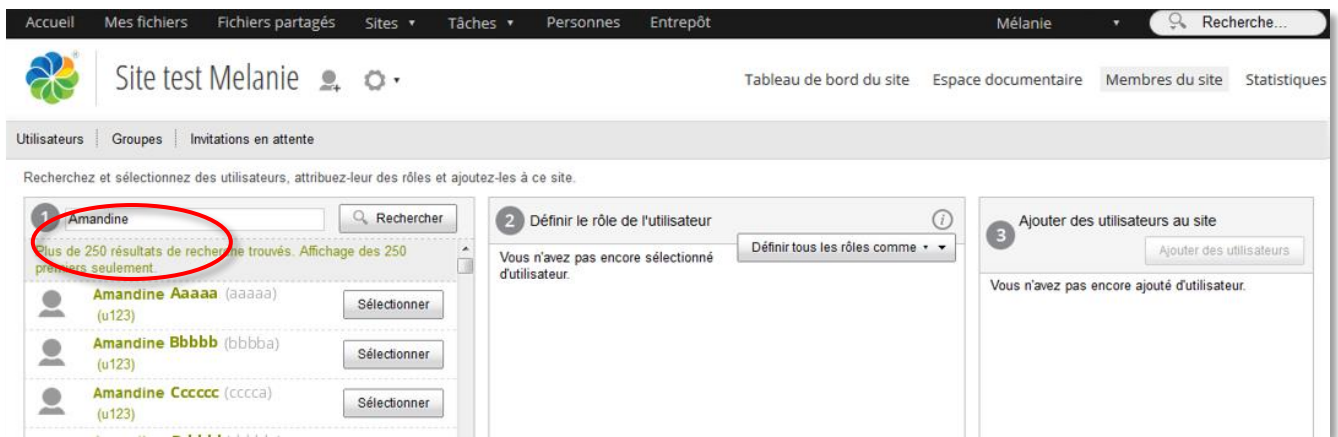 Accueil Mes fichiers Fichiers partagés Sites Tâches Personnes Entrepôt Mélanie Recherche...
Site test Melanie Tableau de bord du site Espace documentaire Membres du site Statistiques
Utilisateurs Groupes Invitations en attente
Recherchez et sélectionnez des utilisateurs, attribuez-leur des rôles et ajoutez-les à ce site.
1 Amandine Rechercher
Plus de 250 résultats de recherche trouvés. Affichage des 250
premiers seulement.
Amandine Aaaaa (aaaaa)
(u123)
Sélectionner
Amandine Bbbbb (bbbba)
(u123)
Sélectionner
Amandine Cccccc (cccca)
(u123)
Sélectionner
2 Définir le rôle de l'utilisateur
Définir tous les rôles comme
Vous n'avez pas encore sélectionné
d'utilisateur.
3 Ajouter des utilisateurs au site
Ajouter des utilisateurs
Vous n'avez pas encore ajouté d'utilisateur.